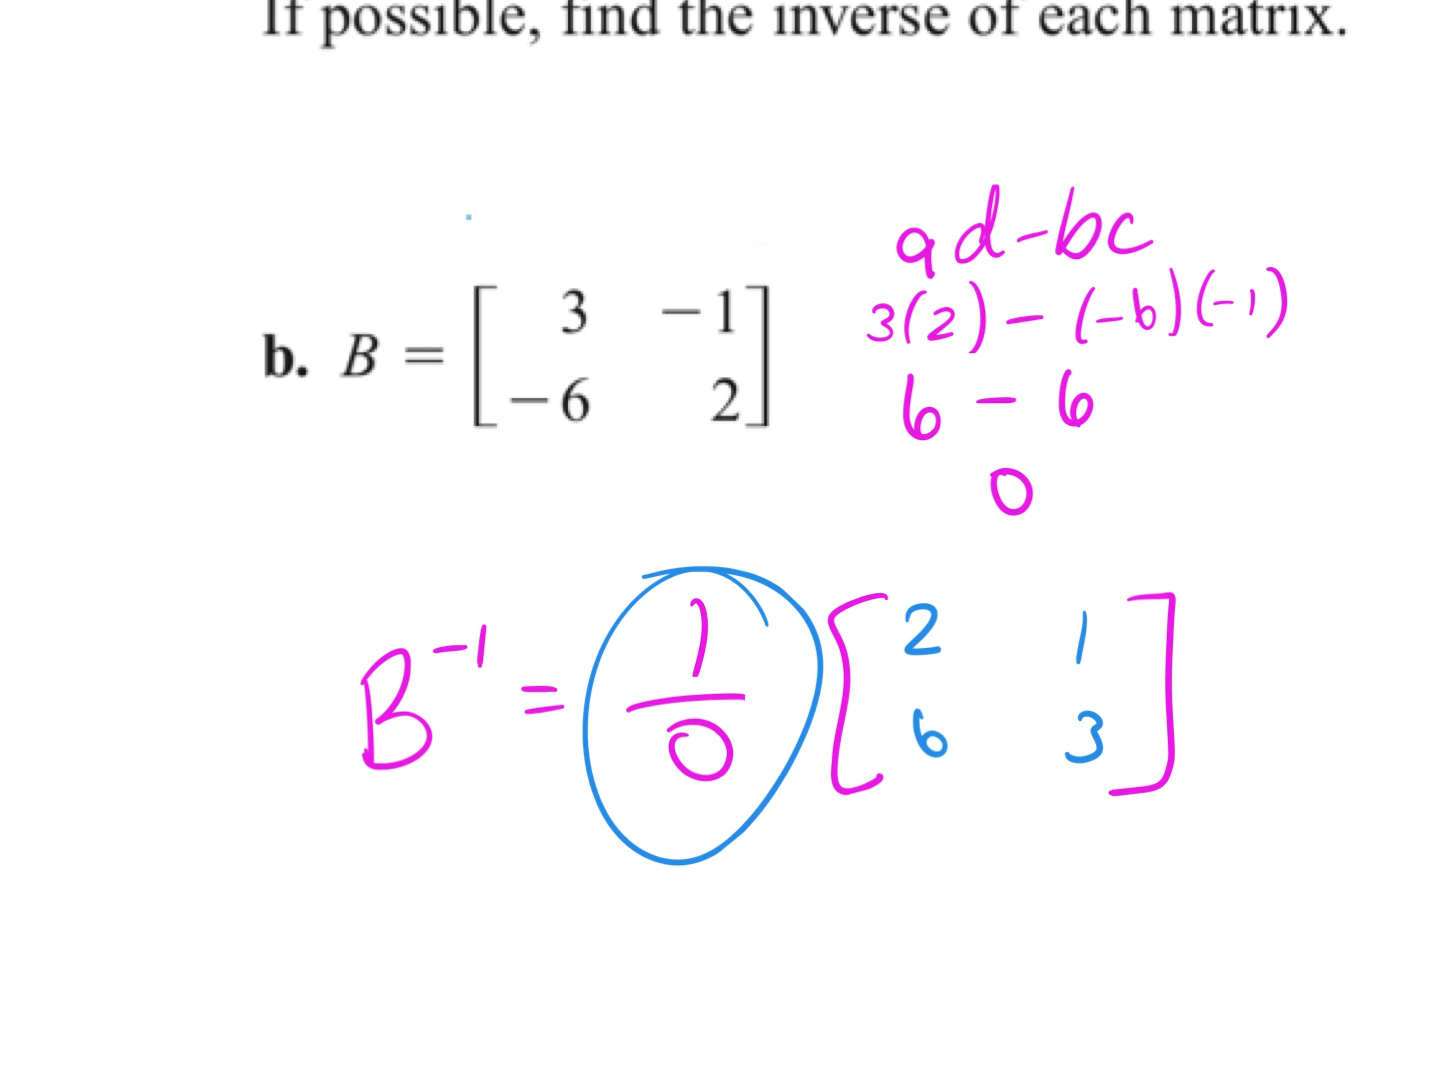 If possible, find the inverse of each matrix.
ad-bc
3(2) - (-6)(-1)
b. B = [3 -1
-6 2]
6 - 6
0
B⁻¹ = 1/0 [2 1
6 3]